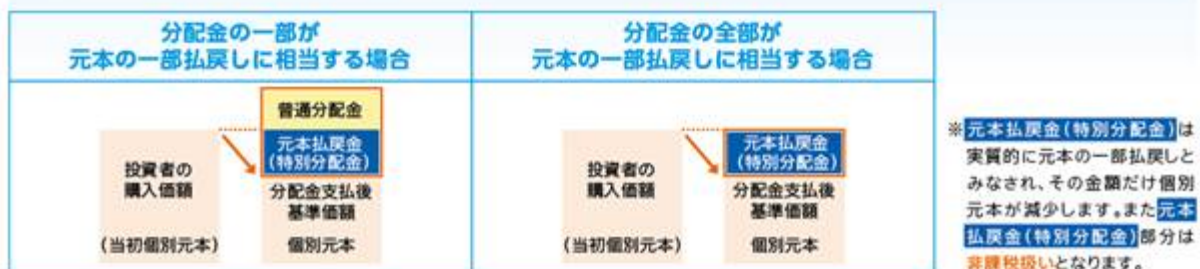 分配金の一部が
元本の一部払戻しに相当する場合
分配金の全部が
元本の一部払戻しに相当する場合
普通分配金
元本払戻金
(特別分配金)
投資者の
購入価額
分配金支払後
基準価額
(当初個別元本)
個別元本
元本払戻金
(特別分配金)
投資者の
購入価額
分配金支払後
基準価額
(当初個別元本)
個別元本
※元本払戻金(特別分配金)は
実質的に元本の一部払戻しと
みなされ、その金額だけ個別
元本が減少します。また元本
払戻金(特別分配金)部分は
非課税扱いとなります。